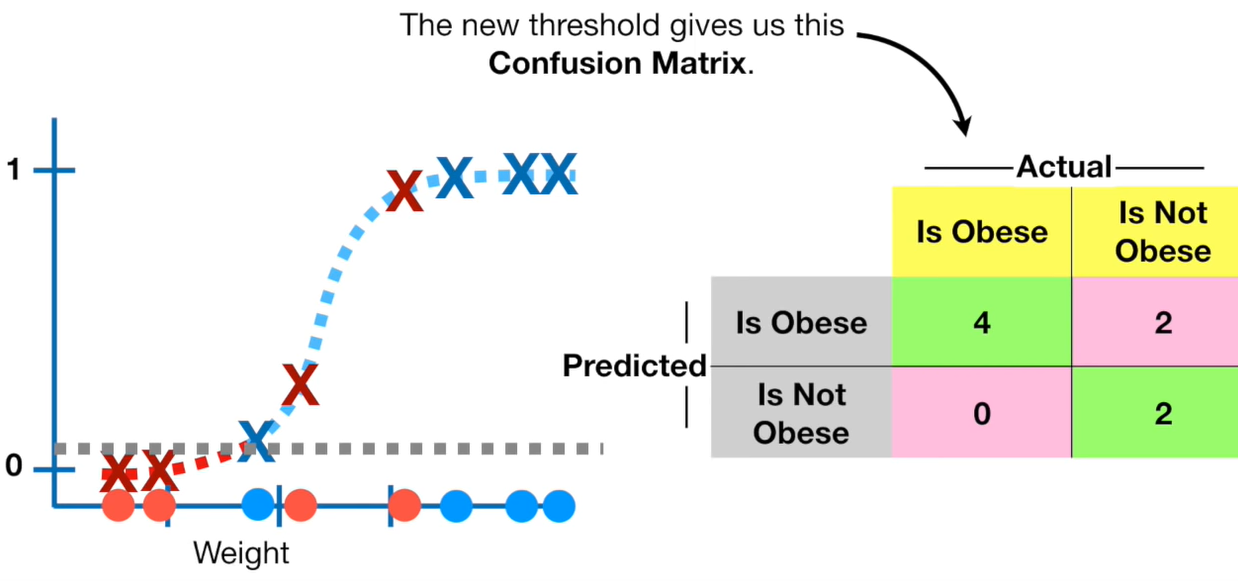 The new threshold gives us this
Confusion Matrix.
1
0
Weight
Actual
Is Obese
Is Not
Obese
Predicted
Is Obese
4
2
Is Not
Obese
0
2